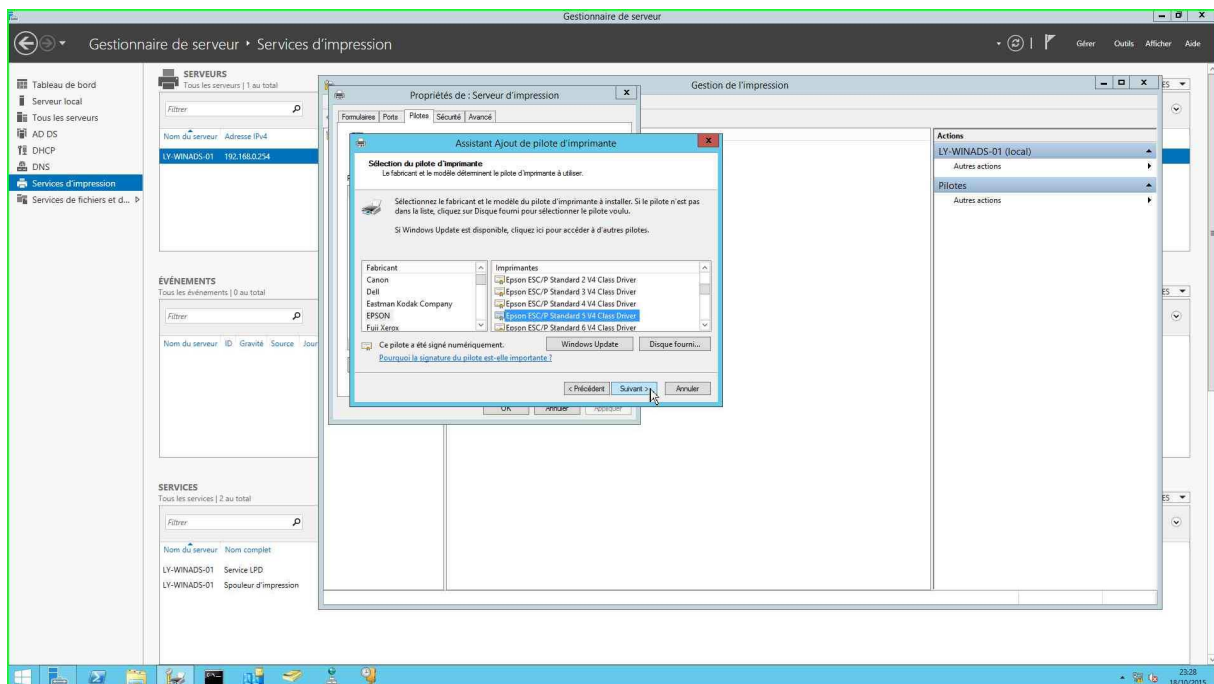 Gestionnaire de serveur
Gestionnaire de serveur • Services d'impression
Gérer Outils Afficher Aide
Tableau de bord
Serveur local
Tous les serveurs
AD DS
DHCP
DNS
Services d'impression
Services de fichiers et d...
SERVEURS
Tous les serveurs | 1 au total
Filtrer
Nom du serveur Adresse IPv4
LY-WINADS-01 192.168.0.254
ÉVÉNEMENTS
Tous les événements | 0 au total
Filtrer
Nom du serveur ID Gravité Source Jour
SERVICES
Tous les services | 2 au total
Filtrer
Nom du serveur Nom complet
LY-WINADS-01 Service LPD
LY-WINADS-01 Spouleur d'impression
ES
ES
ES
Gestion de l'impression
Actions
LY-WINADS-01 (local)
Autres actions
Pilotes
Autres actions
Propriétés de : Serveur d'impression
Formulaires Ports Pilotes Sécurité Avancé
OK Annuler Appliquer
Assistant Ajout de pilote d'imprimante
Sélection du pilote d'imprimante
Le fabricant et le modèle déterminent le pilote d'imprimante à utiliser.
Sélectionnez le fabricant et le modèle du pilote d'imprimante à installer. Si le pilote n'est pas
dans la liste, cliquez sur Disque fourni pour sélectionner le pilote voulu.
Si Windows Update est disponible, cliquez ici pour accéder à d'autres pilotes.
Fabricant
Canon
Dell
Eastman Kodak Company
EPSON
Fuji Xerox
Imprimantes
Epson ESC/P Standard 2 V4 Class Driver
Epson ESC/P Standard 3 V4 Class Driver
Epson ESC/P Standard 4 V4 Class Driver
Epson ESC/P Standard 5 V4 Class Driver
Epson ESC/P Standard 6 V4 Class Driver
Ce pilote a été signé numériquement.
Windows Update Disque fourni...
Pourquoi la signature du pilote est-elle importante ?
< Précédent Suivant > Annuler
23:28
18/10/2015